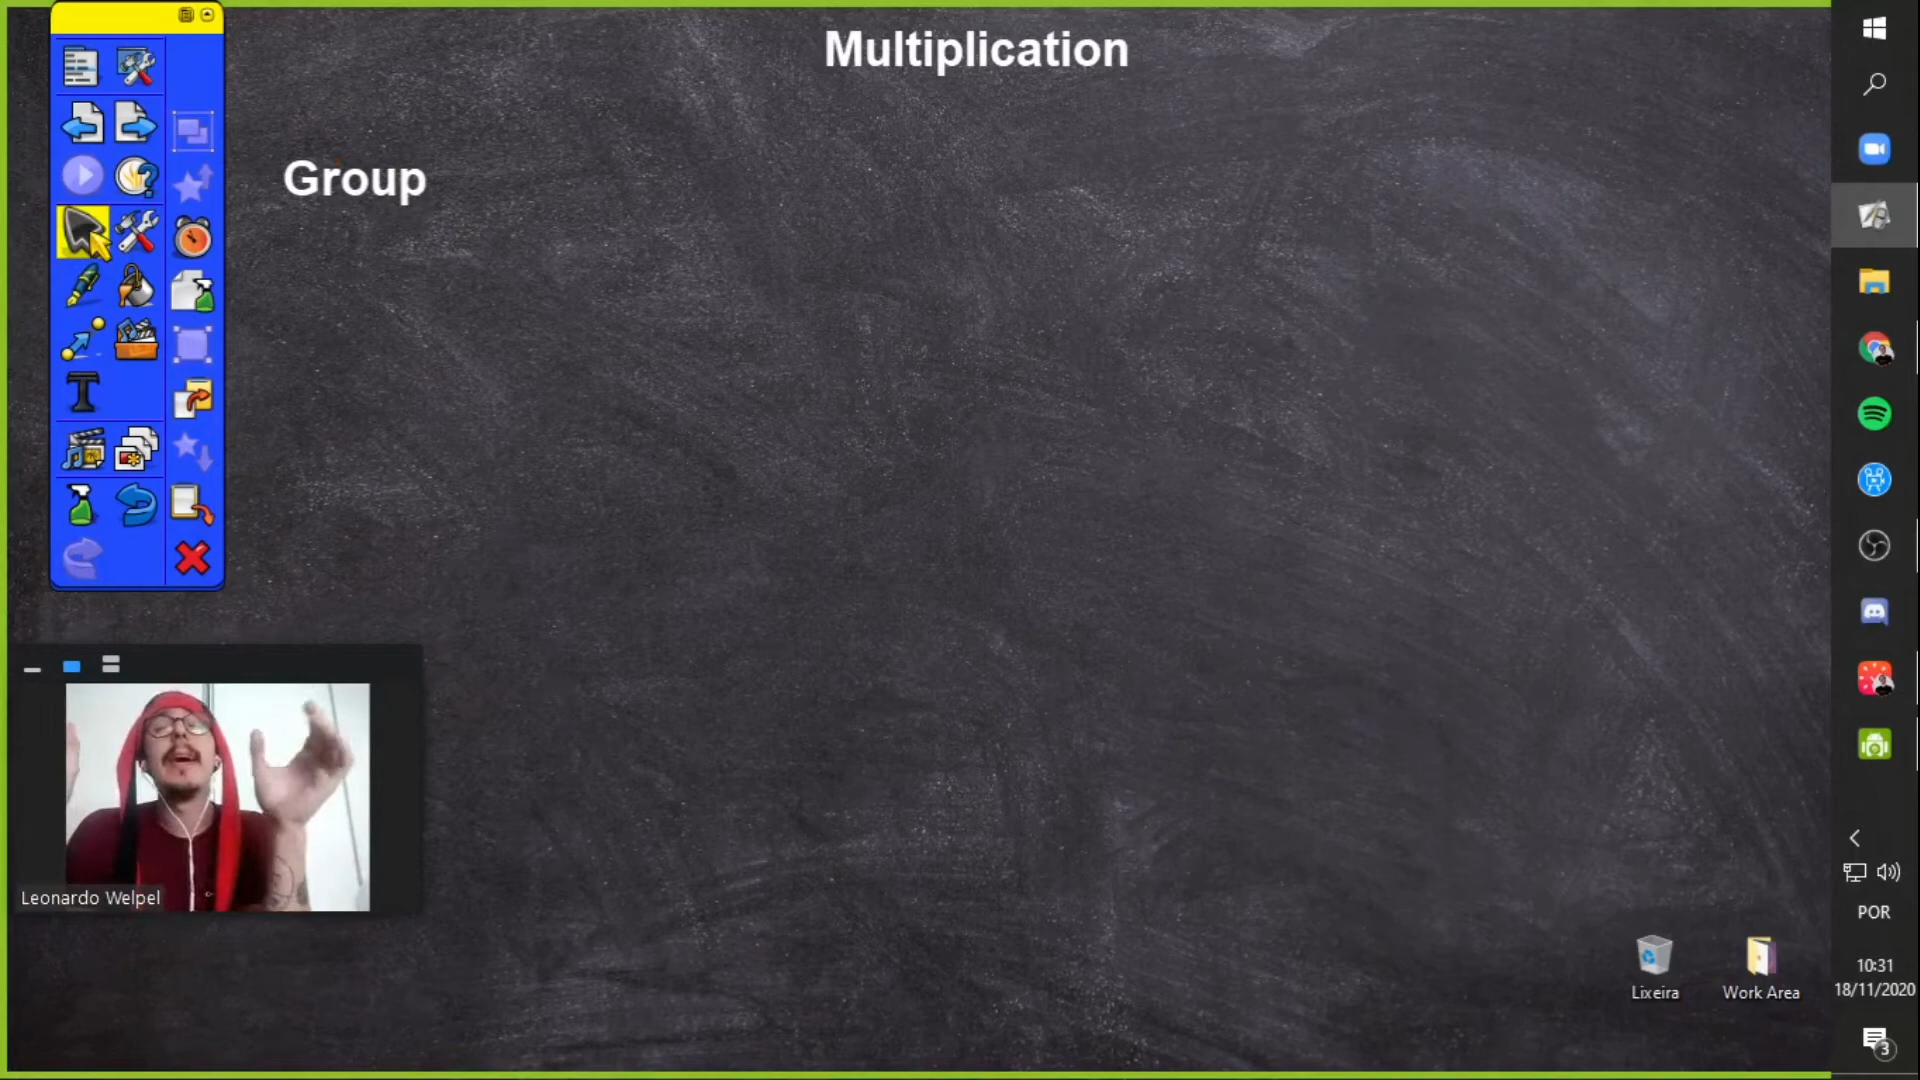 Multiplication
Group
Leonardo Welpel
Lixeira
Work Area
POR
10:31
18/11/2020
3